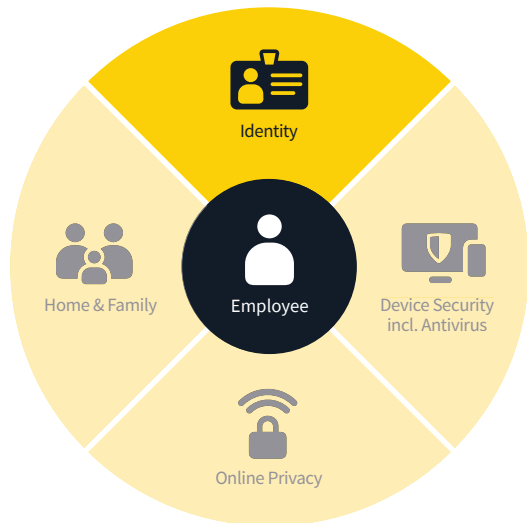 Identity
Home & Family
Employee
Device Security
incl. Antivirus
Online Privacy